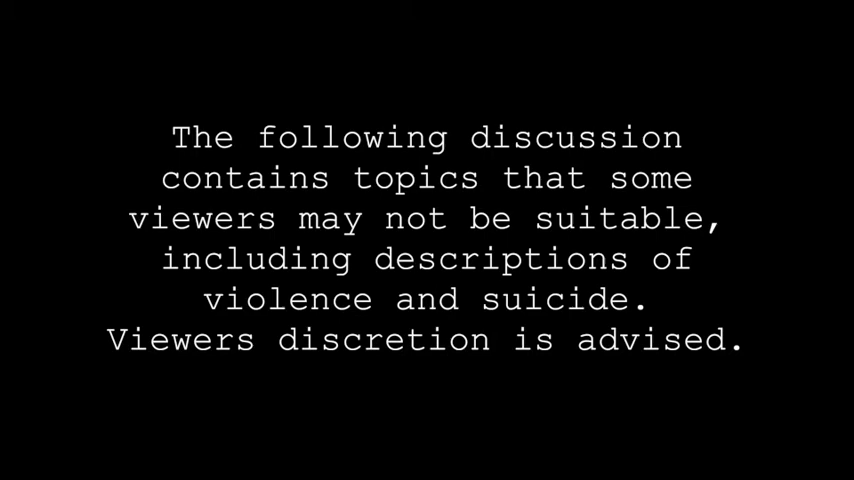 The following discussion
contains topics that some
viewers may not be suitable,
including descriptions of
violence and suicide.
Viewers discretion is advised.